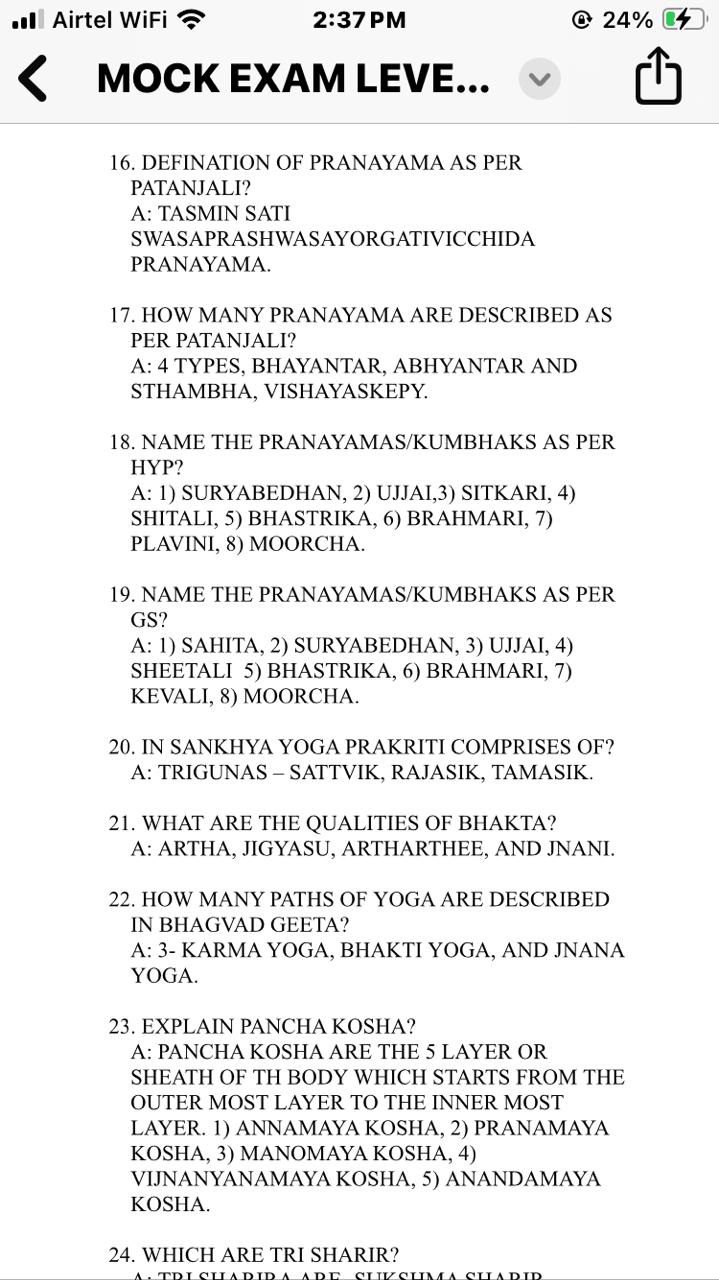 Airtel WiFi 2:37 PM 24%
MOCK EXAM LEVE...
16. DEFINATION OF PRANAYAMA AS PER
PATANJALI?
A: TASMIN SATI
SWASAPRASHWASAYORGATIVICCHIDA
PRANAYAMA.
17. HOW MANY PRANAYAMA ARE DESCRIBED AS
PER PATANJALI?
A: 4 TYPES, BHAYANTAR, ABHYANTAR AND
STHAMBHA, VISHAYASKEPY.
18. NAME THE PRANAYAMAS/KUMBHAKS AS PER
HYP?
A: 1) SURYABEDHAN, 2) UJJAI,3) SITKARI, 4)
SHITALI, 5) BHASTRIKA, 6) BRAHMARI, 7)
PLAVINI, 8) MOORCHA.
19. NAME THE PRANAYAMAS/KUMBHAKS AS PER
GS?
A: 1) SAHITA, 2) SURYABEDHAN, 3) UJJAI, 4)
SHEETALI  5) BHASTRIKA, 6) BRAHMARI, 7)
KEVALI, 8) MOORCHA.
20. IN SANKHYA YOGA PRAKRITI COMPRISES OF?
A: TRIGUNAS – SATTVIK, RAJASIK, TAMASIK.
21. WHAT ARE THE QUALITIES OF BHAKTA?
A: ARTHA, JIGYASU, ARTHARTHEE, AND JNANI.
22. HOW MANY PATHS OF YOGA ARE DESCRIBED
IN BHAGVAD GEETA?
A: 3- KARMA YOGA, BHAKTI YOGA, AND JNANA
YOGA.
23. EXPLAIN PANCHA KOSHA?
A: PANCHA KOSHA ARE THE 5 LAYER OR
SHEATH OF TH BODY WHICH STARTS FROM THE
OUTER MOST LAYER TO THE INNER MOST
LAYER. 1) ANNAMAYA KOSHA, 2) PRANAMAYA
KOSHA, 3) MANOMAYA KOSHA, 4)
VIJNANYANAMAYA KOSHA, 5) ANANDAMAYA
KOSHA.
24. WHICH ARE TRI SHARIR?
A: TRI SHARIRA ARE SUKSHMA SHARIR